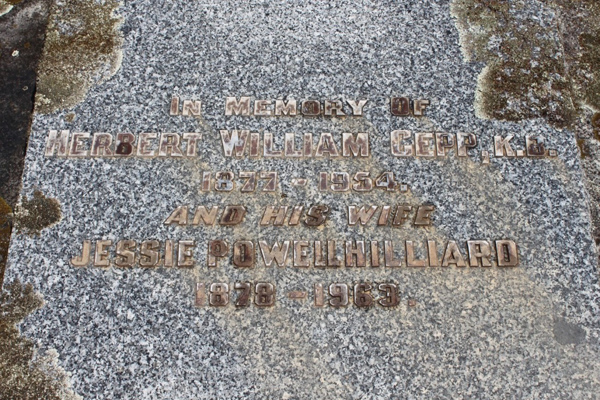 In Memory Of
Herbert William Gepp, K.B.
1877 - 1954.
And His Wife
Jessie PowellHilliard
1878 - 1963.